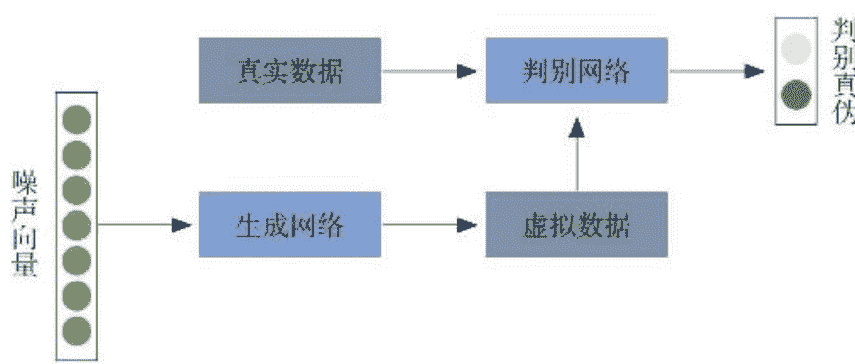 真实数据
判别网络
判别真伪
噪声向量
生成网络
虚拟数据